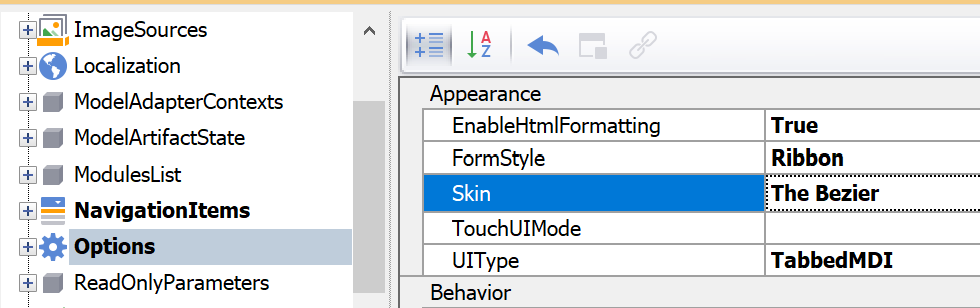 ImageSources
Localization
ModelAdapterContexts
ModelArtifactState
ModulesList
NavigationItems
Options
ReadOnlyParameters
A
Z
Appearance
EnableHtmlFormatting True
FormStyle Ribbon
Skin The Bezier
TouchUIMode
UIType TabbedMDI
Behavior